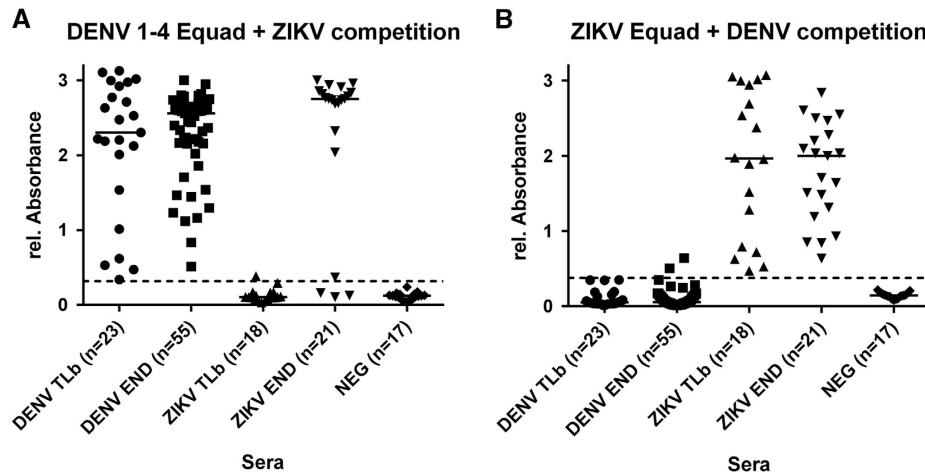 A
DENV 1-4 Equad + ZIKV competition
rel. Absorbance
3
2
1
0
DENV TLb (n=23)
DENV END (n=55)
ZIKV TLb (n=18)
ZIKV END (n=21)
NEG (n=17)
Sera
B
ZIKV Equad + DENV competition
rel. Absorbance
3
2
1
0
DENV TLb (n=23)
DENV END (n=55)
ZIKV TLb (n=18)
ZIKV END (n=21)
NEG (n=17)
Sera